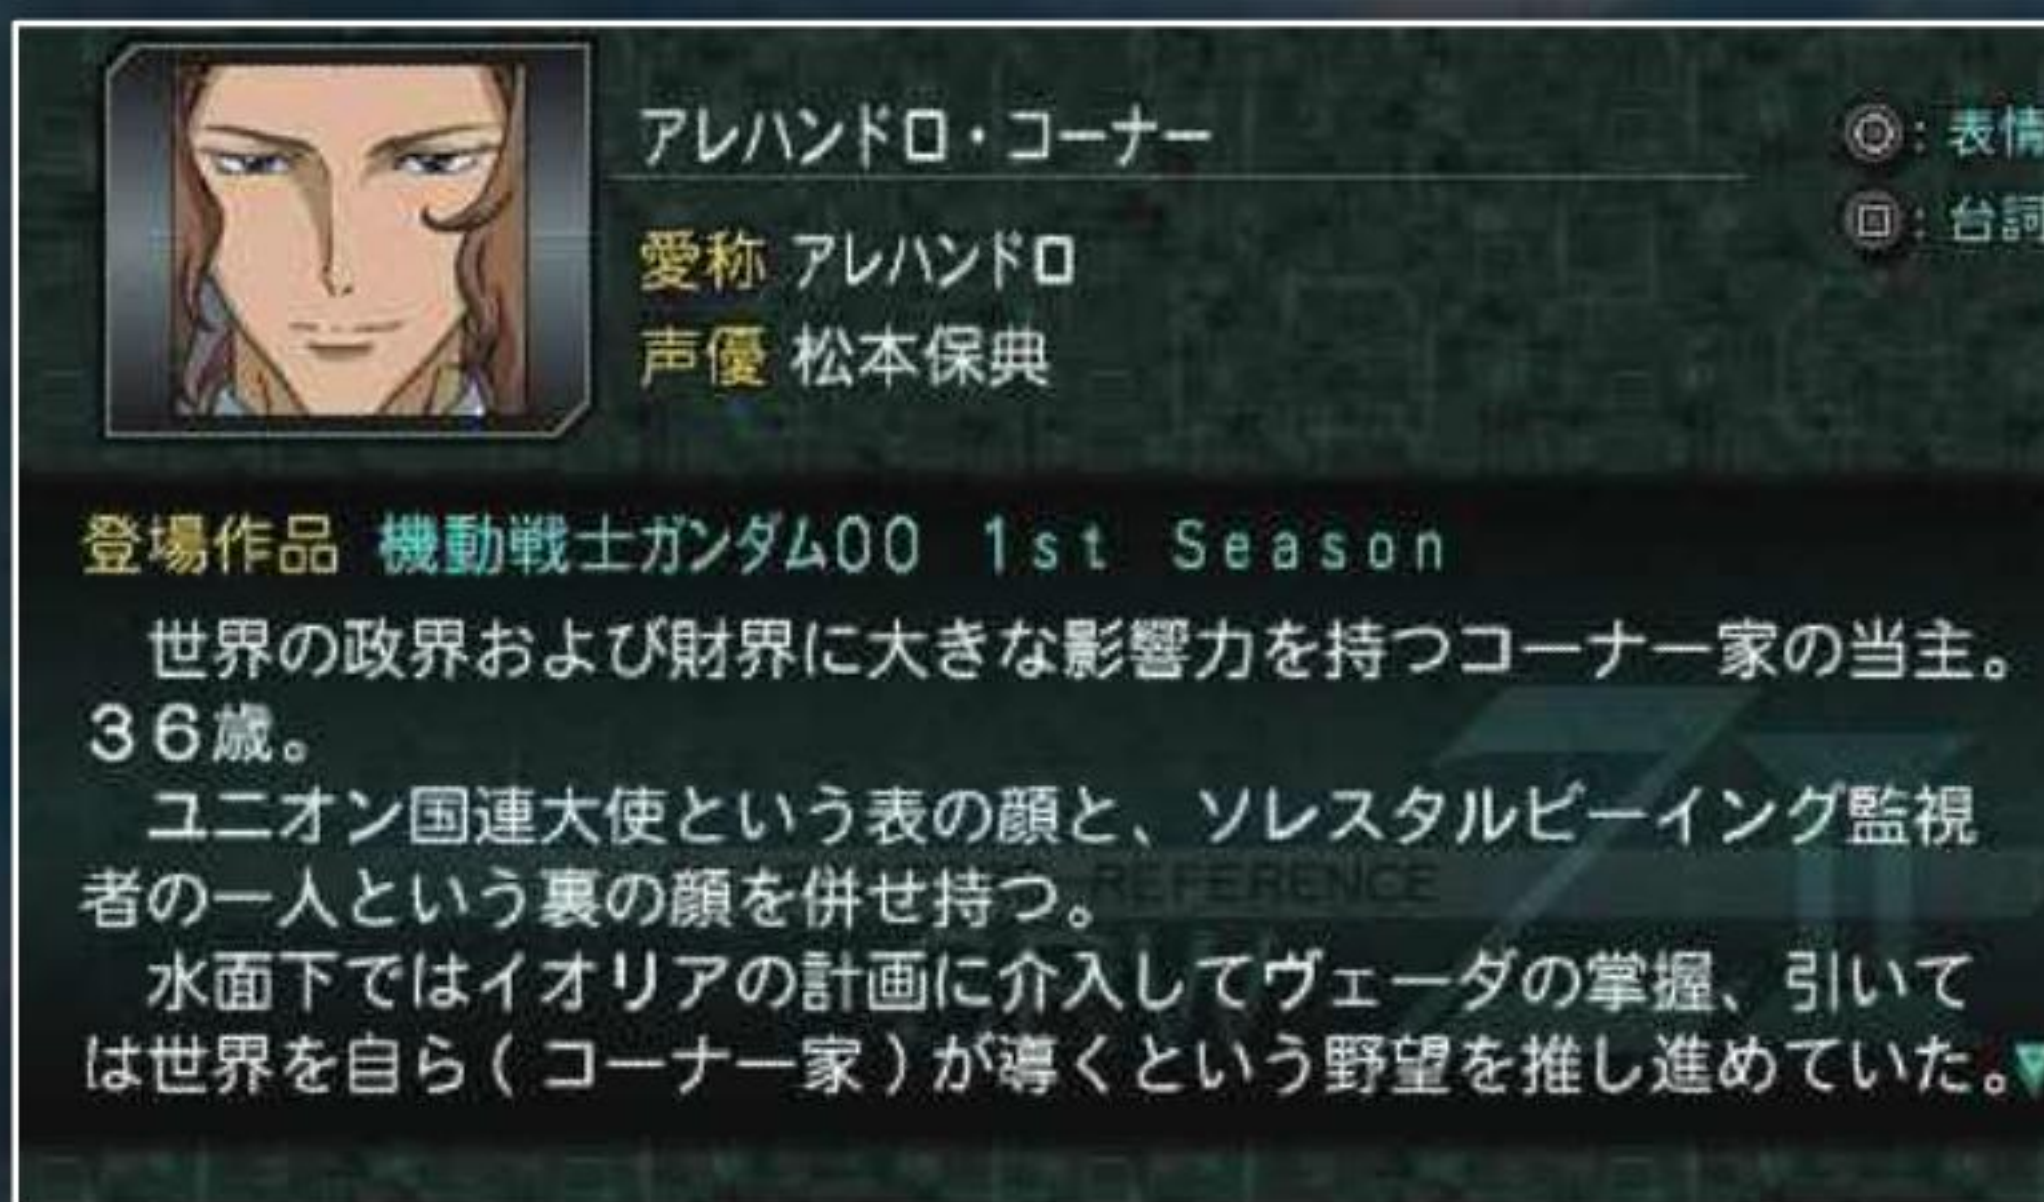 アレハンドロ・コーナー
◎：表情
回：台詞
愛称 アレハンドロ
声優 松本保典
登場作品 機動戦士ガンダム00 1st Season
世界の政界および財界に大きな影響力を持つコーナー家の当主。
36歳。
ユニオン国連大使という表の顔と、ソレスタルビーイング監視
者の一人という裏の顔を併せ持つ。
REFERENCE
水面下ではイオリアの計画に介入してヴェーダの掌握、引いて
は世界を自ら(コーナー家)が導くという野望を推し進めていた。▼